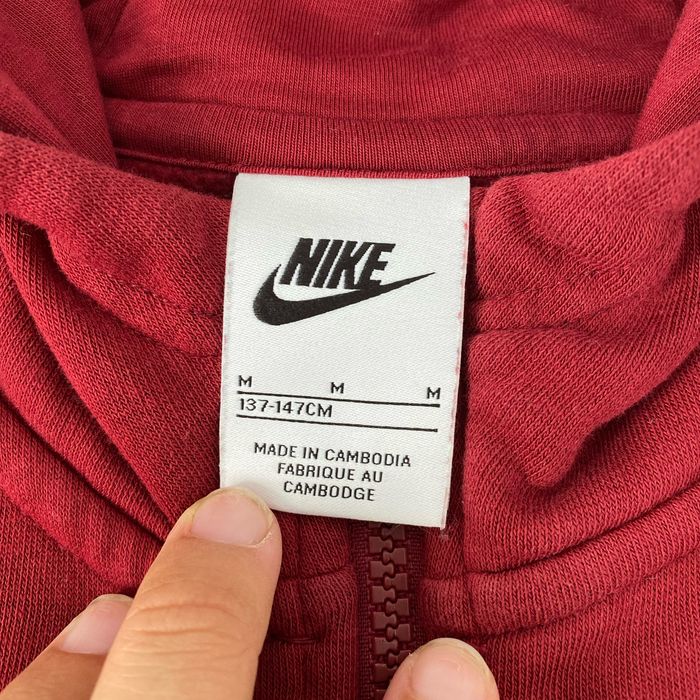 NIKE
M M M
137-147CM
MADE IN CAMBODIA
FABRIQUE AU
CAMBODGE